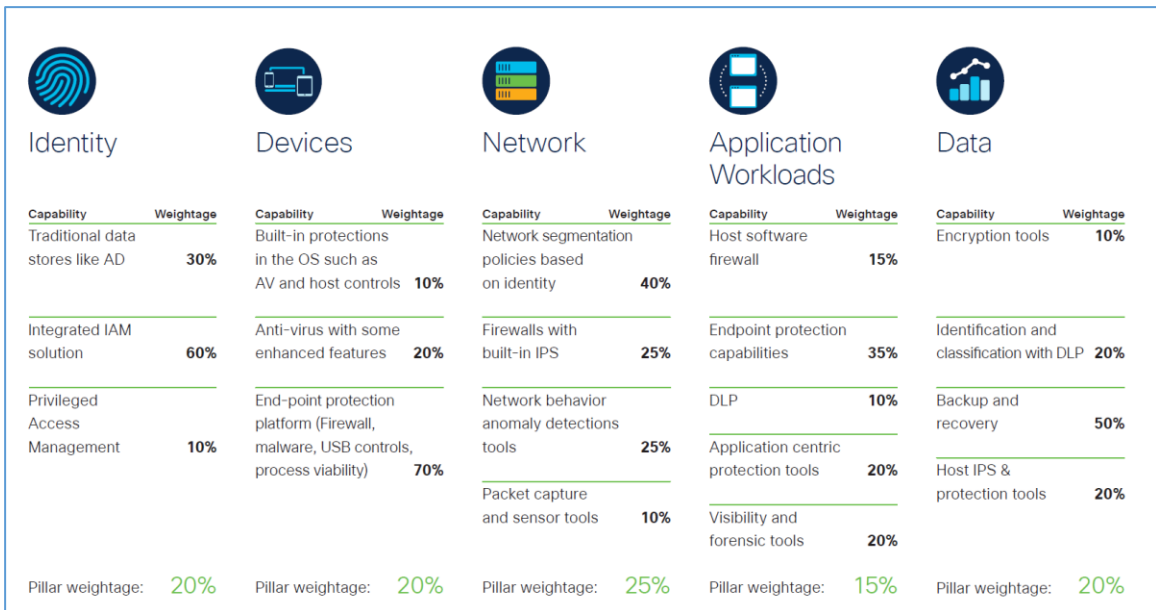 Identity
Capability Weightage
Traditional data
stores like AD 30%
Integrated IAM
solution 60%
Privileged
Access
Management 10%
Pillar weightage: 20%
Devices
Capability Weightage
Built-in protections
in the OS such as
AV and host controls 10%
Anti-virus with some
enhanced features 20%
End-point protection
platform (Firewall,
malware, USB controls,
process viability) 70%
Pillar weightage: 20%
Network
Capability Weightage
Network segmentation
policies based
on identity 40%
Firewalls with
built-in IPS 25%
Network behavior
anomaly detections
tools 25%
Packet capture
and sensor tools 10%
Pillar weightage: 25%
Application
Workloads
Capability Weightage
Host software
firewall 15%
Endpoint protection
capabilities 35%
DLP 10%
Application centric
protection tools 20%
Visibility and
forensic tools 20%
Pillar weightage: 15%
Data
Capability Weightage
Encryption tools 10%
Identification and
classification with DLP 20%
Backup and
recovery 50%
Host IPS &
protection tools 20%
Pillar weightage: 20%